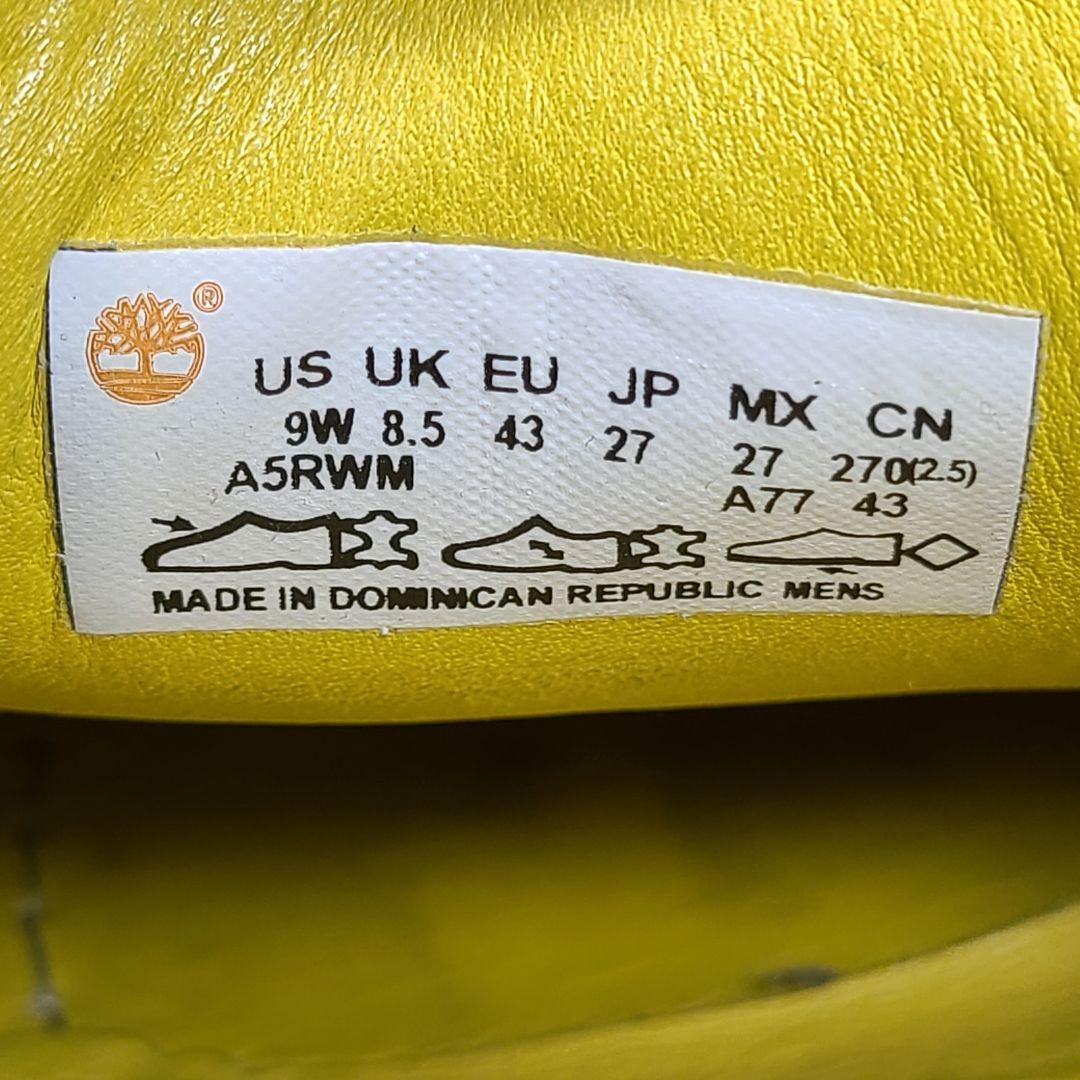 ®
US UK EU JP MX CN
9W 8.5 43 27 27 270(2.5)
A5RWM A77 43
MADE IN DOMINICAN REPUBLIC MENS